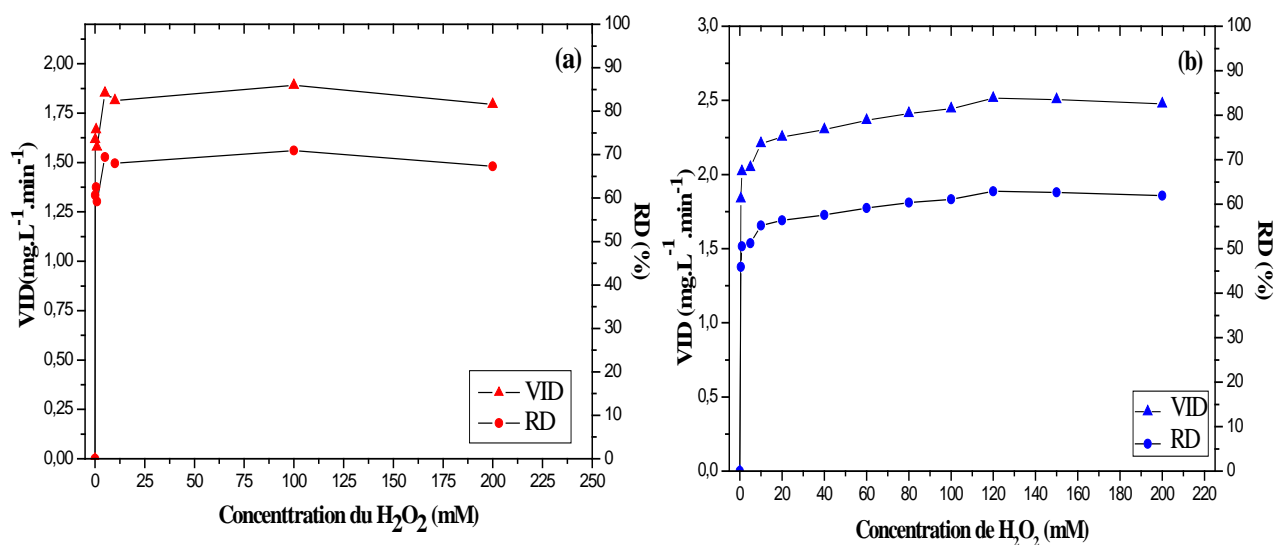 (a)
VID(mg.L⁻¹.min⁻¹)
2,00
1,75
1,50
1,25
1,00
0,75
0,50
0,25
0,00
100
90
80
70
60
50
40
30
20
10
0
RD (%)
VID
RD
0 25 50 75 100 125 150 175 200 225 250
Concenttration du H₂O₂ (mM)
(b)
VID (mg.L⁻¹.min⁻¹)
3,0
2,5
2,0
1,5
1,0
0,5
0,0
100
90
80
70
60
50
40
30
20
10
0
RD (%)
VID
RD
0 20 40 60 80 100 120 140 160 180 200 220
Concentration de H₂O₂ (mM)